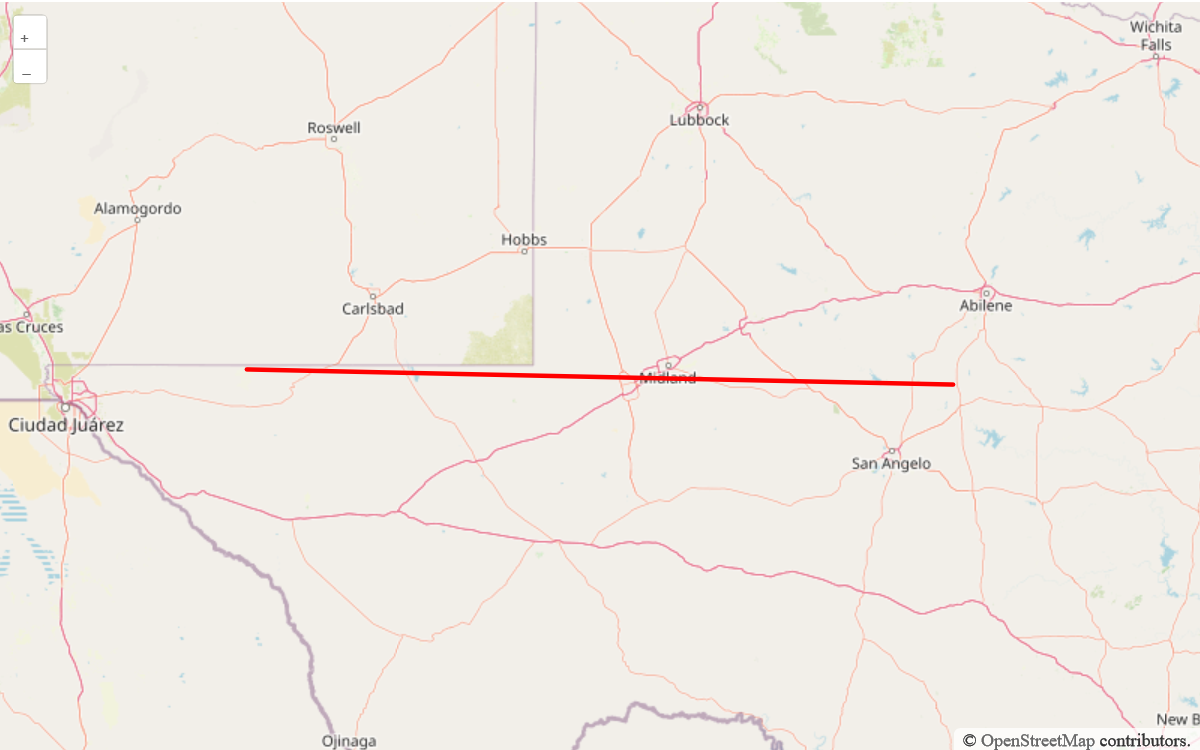 +
–
Wichita
Falls
Lubbock
Roswell
Alamogordo
Hobbs
Carlsbad
Abilene
as Cruces
Midland
Ciudad Juárez
San Angelo
New B
Ojinaga
© OpenStreetMap contributors.